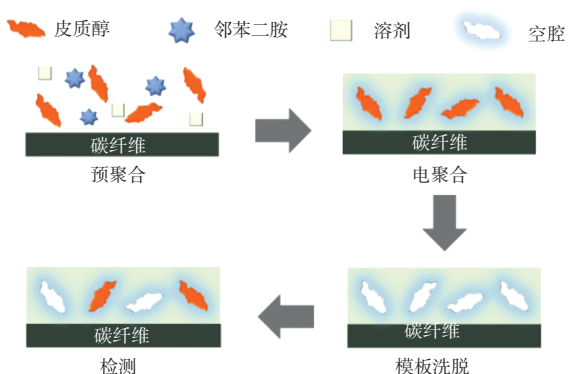 皮质醇 邻苯二胺 溶剂 空腔
碳纤维 碳纤维
预聚合 电聚合
碳纤维 碳纤维
检测 模板洗脱